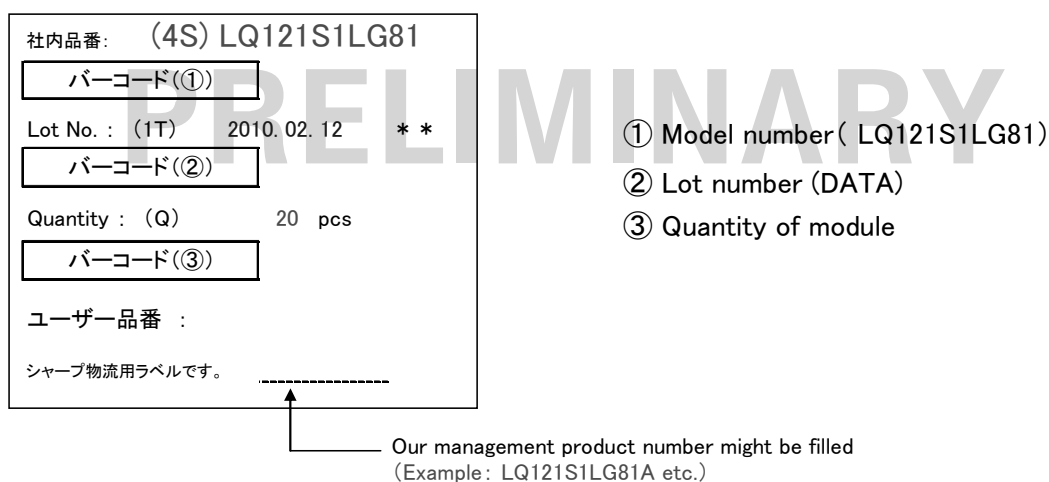 社内品番: (4S) LQ121S1LG81
バーコード(①)
Lot No. : (1T) 2010. 02. 12 * *
バーコード(②)
Quantity : (Q) 20 pcs
バーコード(③)
ユーザー品番 :
シャープ物流用ラベルです。
PRELIMINARY
① Model number( LQ121S1LG81)
② Lot number (DATA)
③ Quantity of module
Our management product number might be filled
(Example: LQ121S1LG81A etc.)